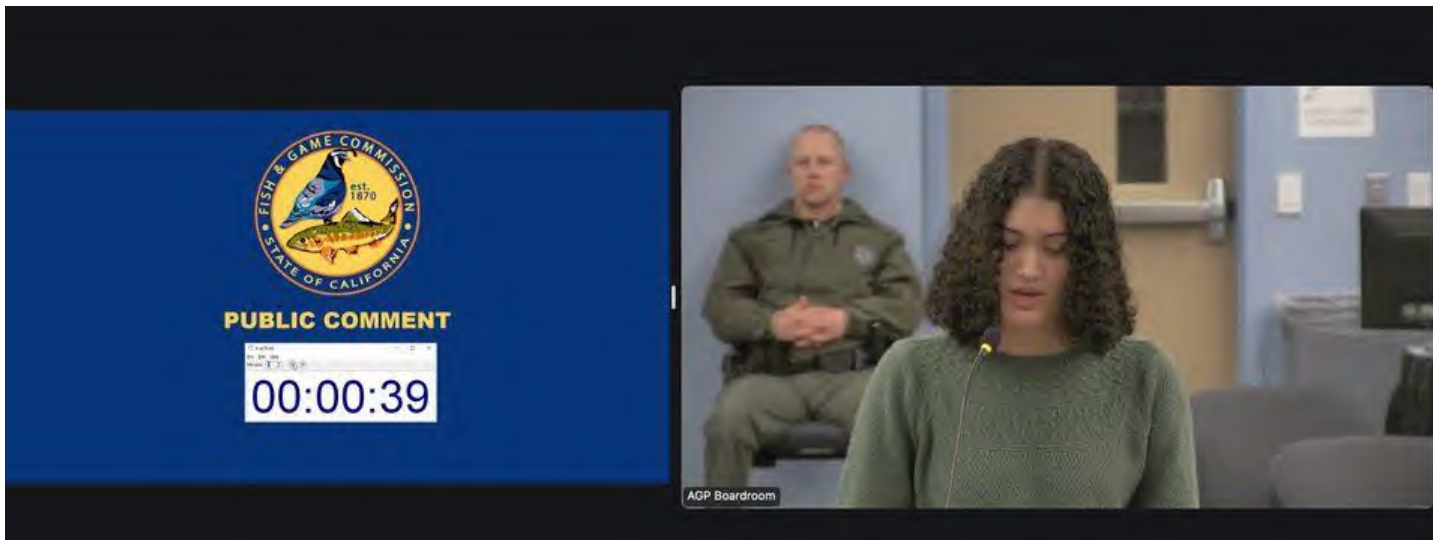 FISH & GAME COMMISSION
est.
1870
STATE OF CALIFORNIA
PUBLIC COMMENT
00:00:39
AGP Boardroom